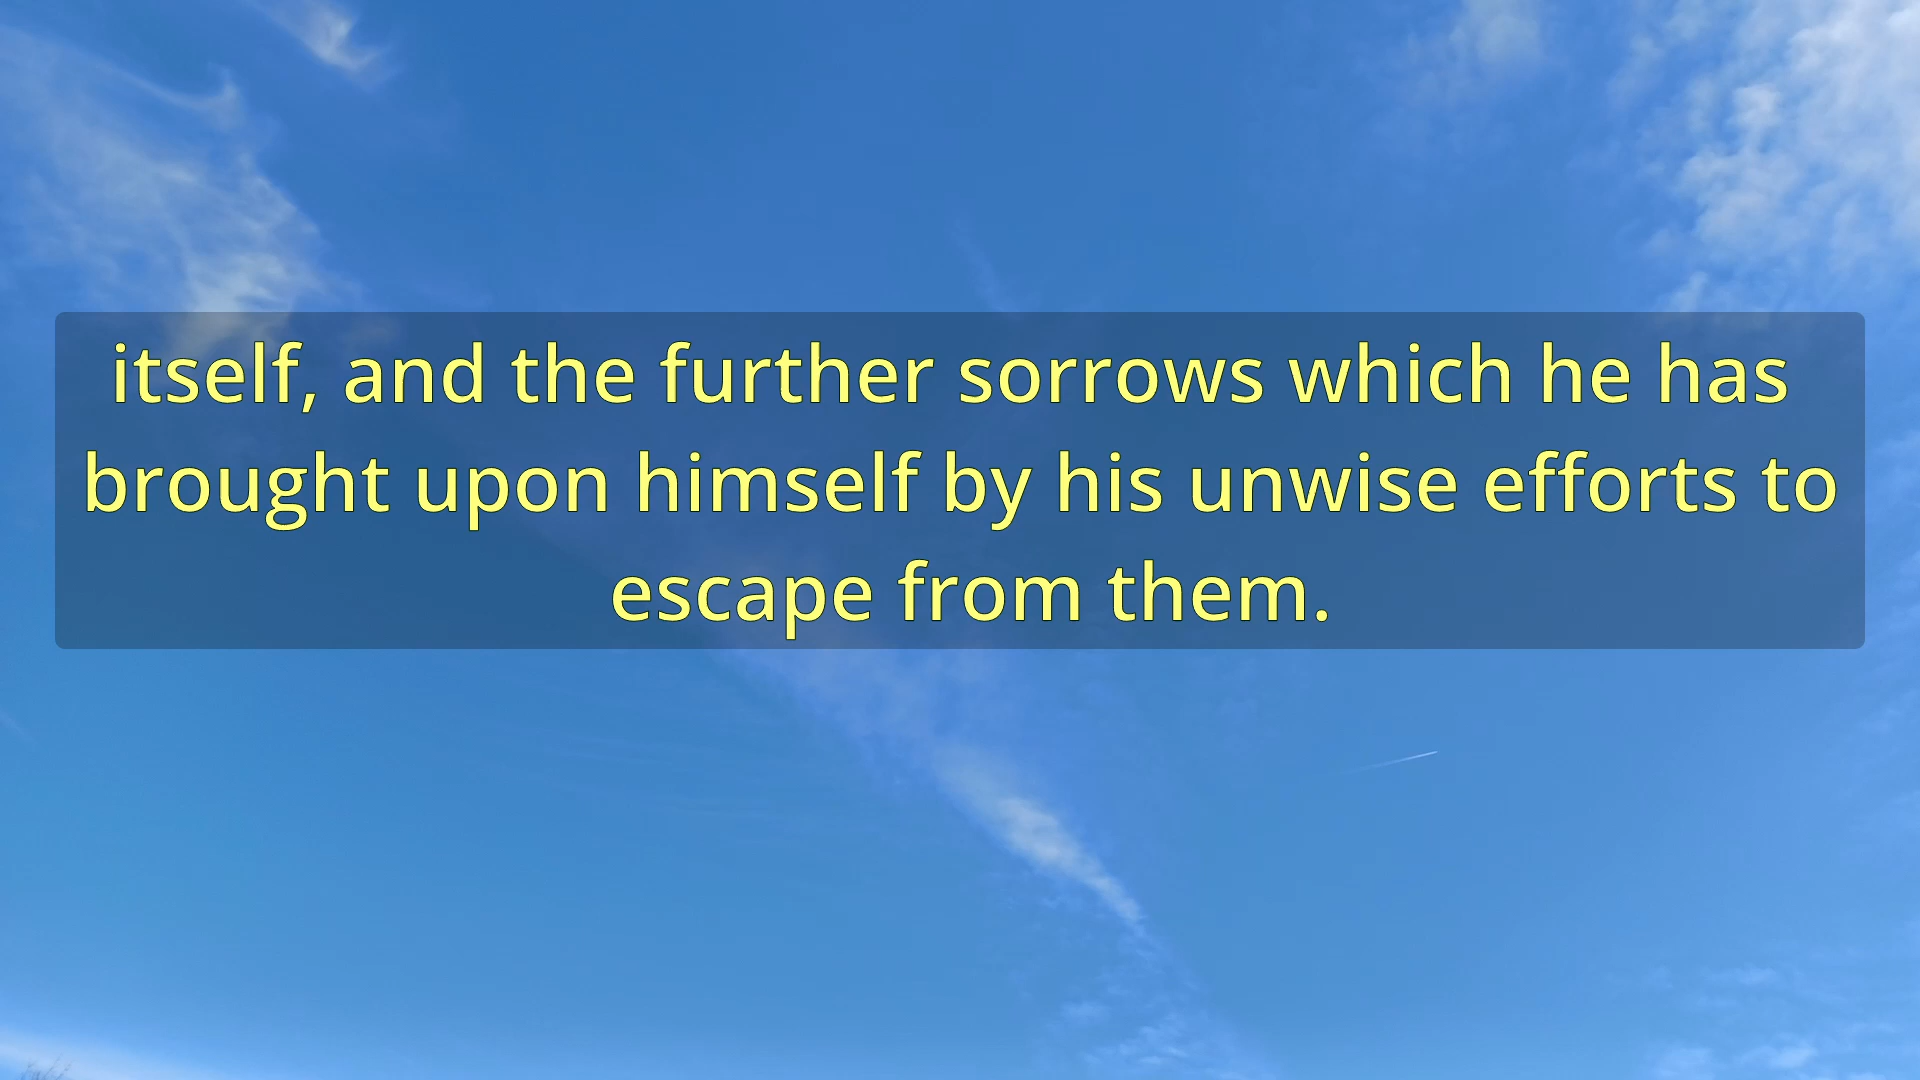 itself, and the further sorrows which he has
brought upon himself by his unwise efforts to
escape from them.